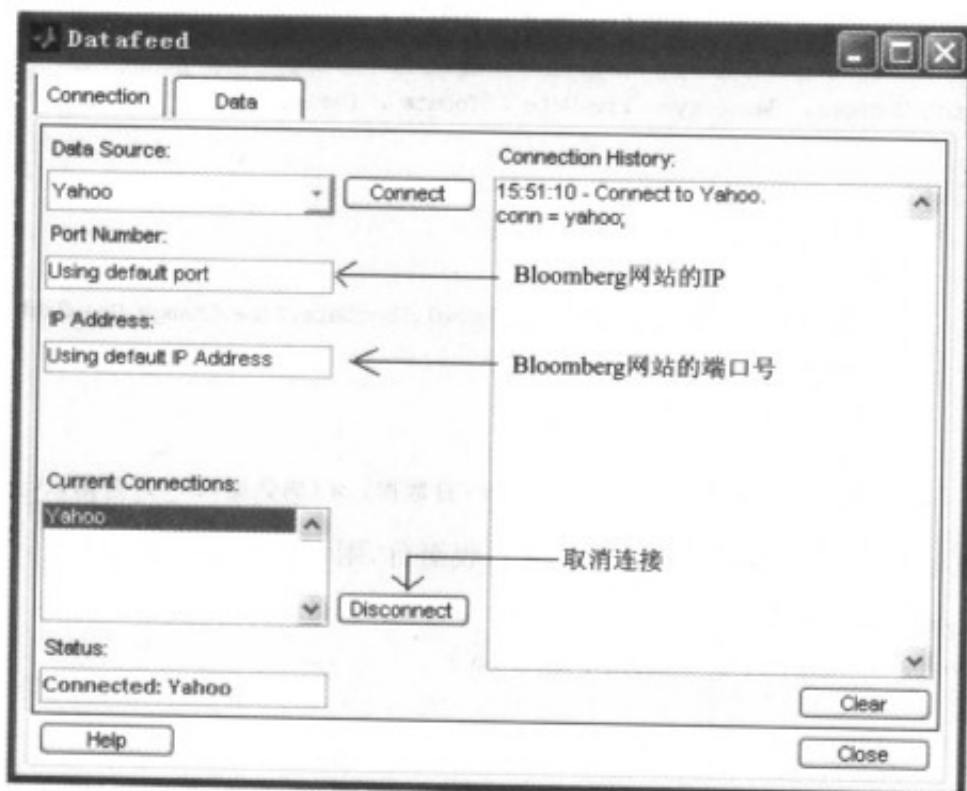 Datafeed
Connection
Data
Data Source:
Yahoo
Connect
Port Number:
Using default port
Bloomberg网站的IP
IP Address:
Using default IP Address
Bloomberg网站的端口号
Current Connections:
Yahoo
取消连接
Disconnect
Status:
Connected: Yahoo
Connection History:
15:51:10 - Connect to Yahoo.
conn = yahoo;
Clear
Help
Close